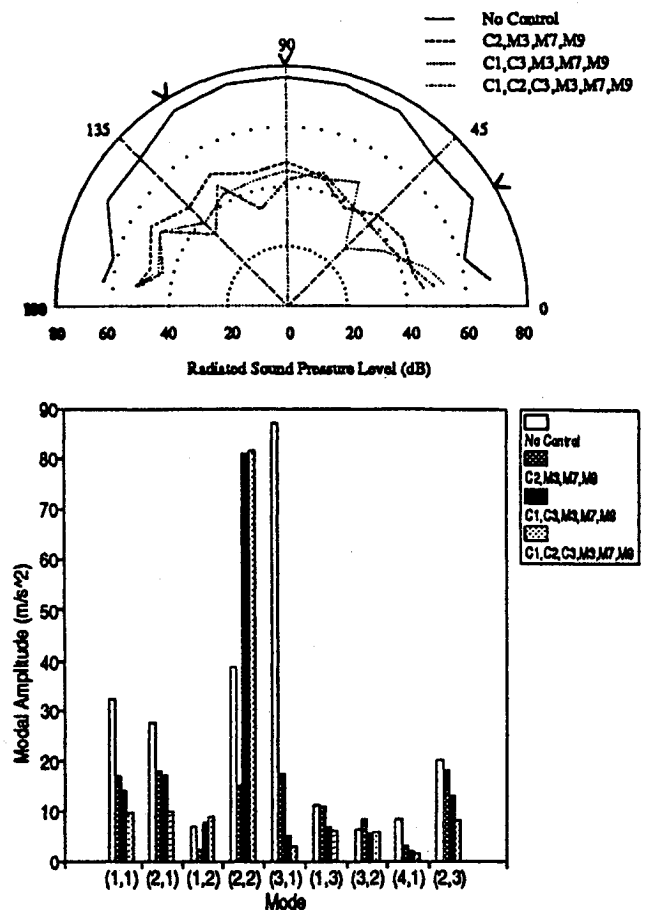 No Control
C2,M3,M7,M9
C1,C3,M3,M7,M9
C1,C2,C3,M3,M7,M9
90
135
45
180
0
80 60 40 20 0 20 40 60 80
Radiated Sound Pressure Level (dB)
90
80
70
60
50
40
30
20
10
0
Modal Amplitude (m/s^2)
(1,1) (2,1) (1,2) (2,2) (3,1) (1,3) (3,2) (4,1) (2,3)
Mode
No Control
C2,M3,M7,M9
C1,C3,M3,M7,M9
C1,C2,C3,M3,M7,M9